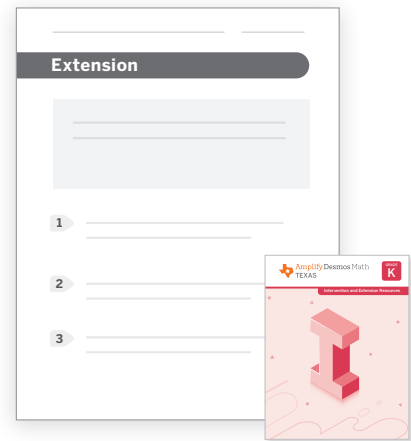 Extension
1
2
3
Amplify Desmos Math
TEXAS
GRADE
K
Intervention and Extension Resources